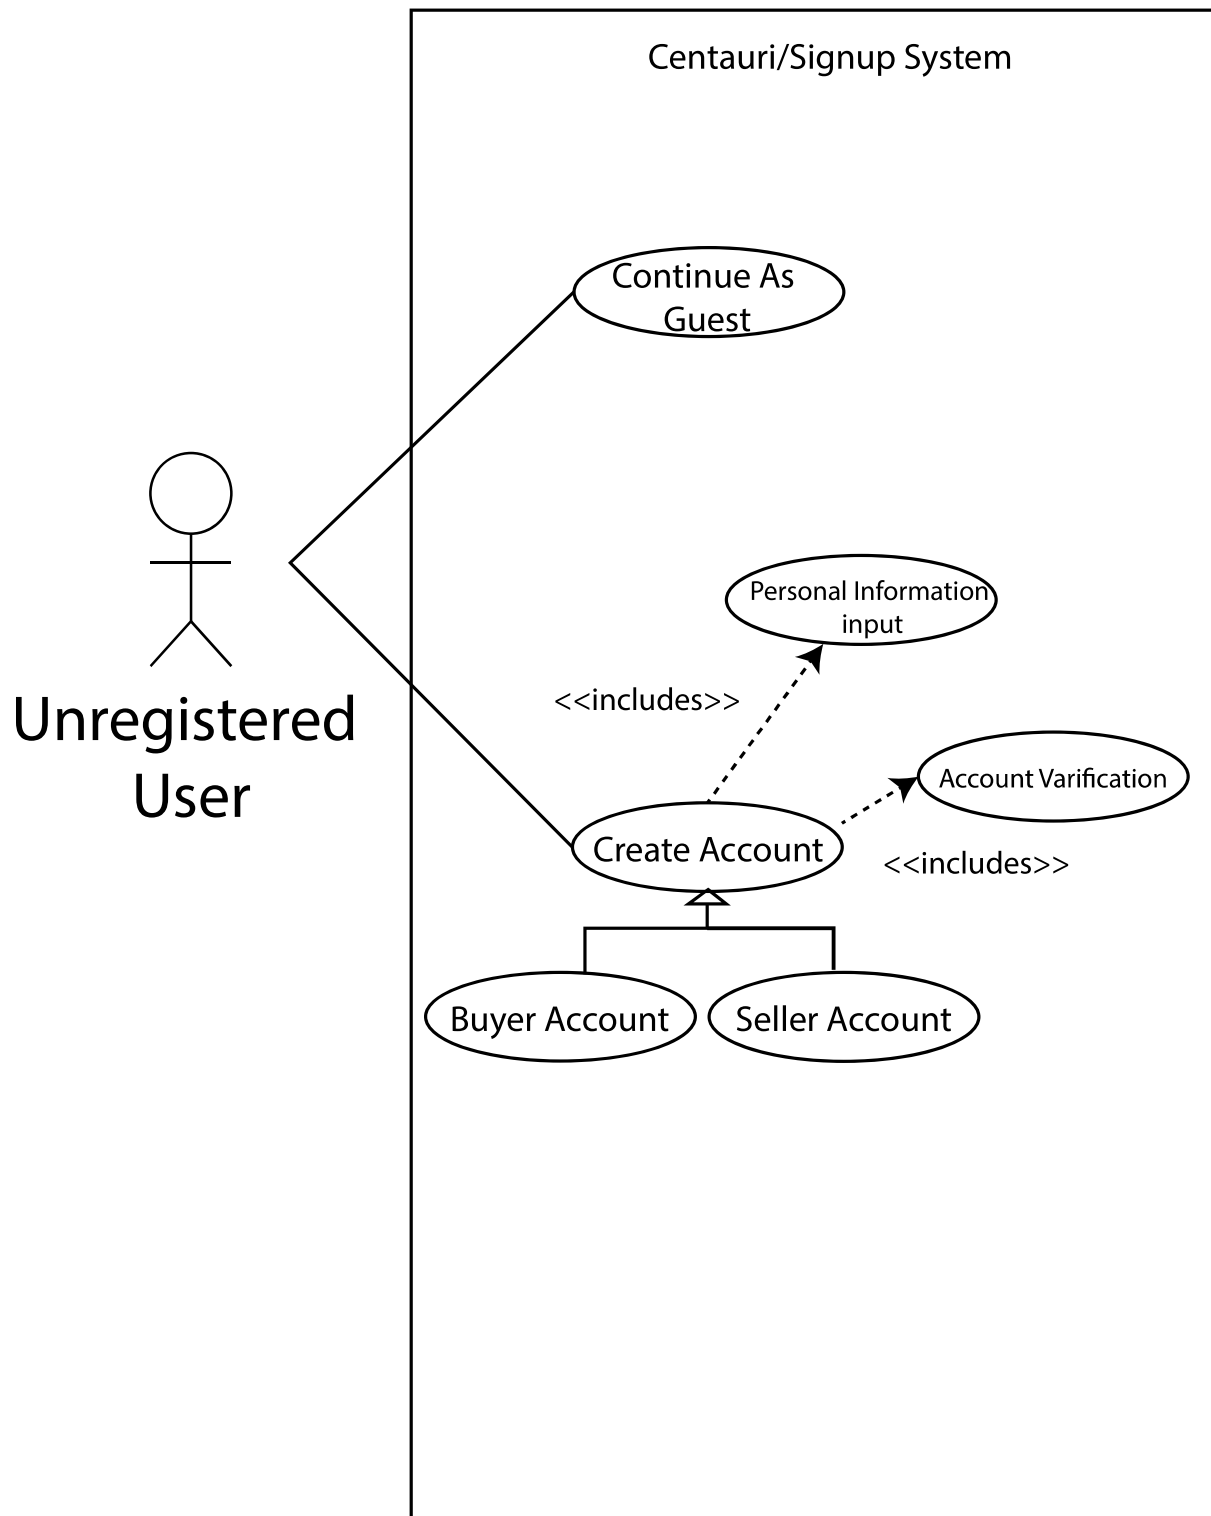 Centauri/Signup System
Continue As
Guest
Personal Information
input
<<includes>>
Unregistered
User
Account Varification
Create Account
<<includes>>
Buyer Account
Seller Account